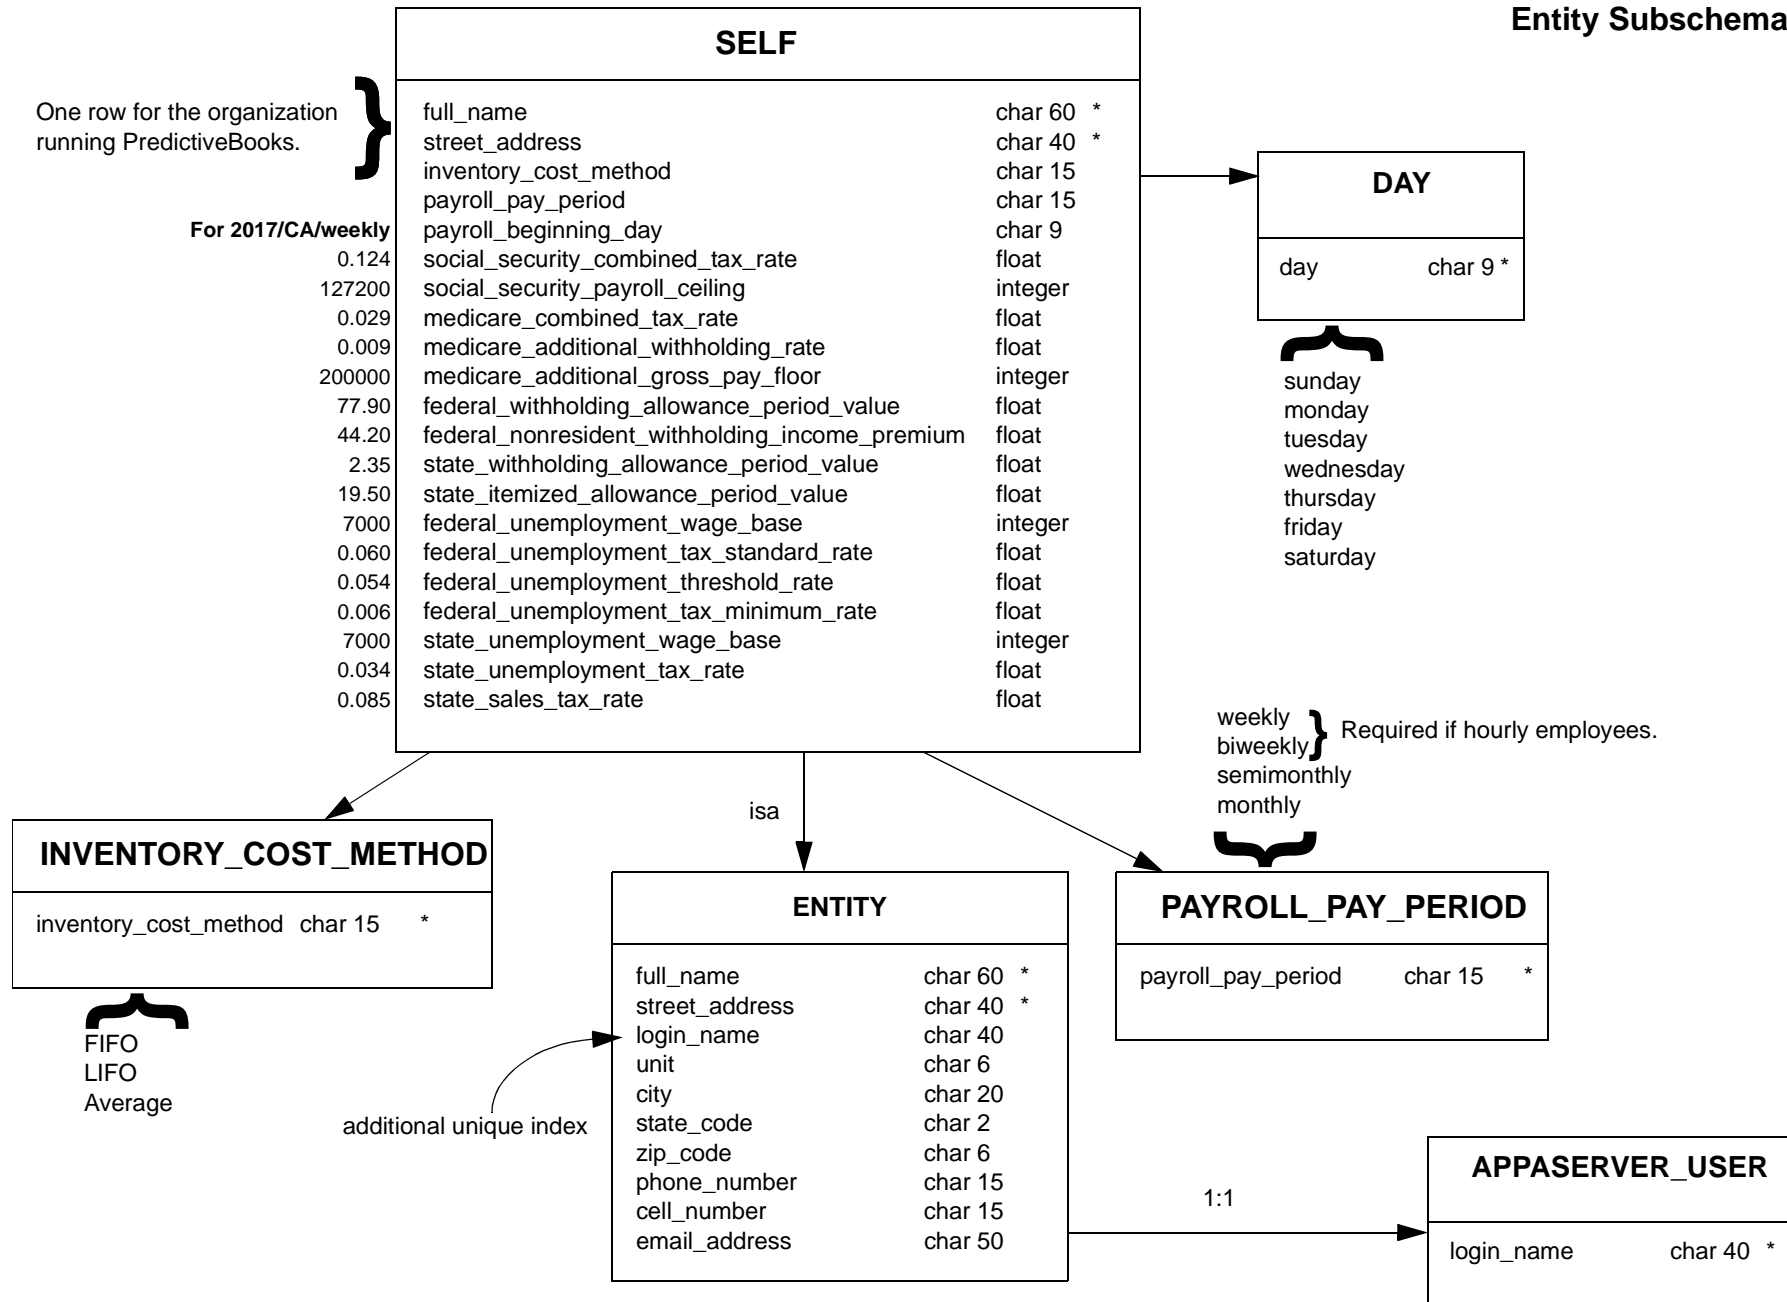 Entity Subschema
SELF
One row for the organization
running PredictiveBooks.
full_name char 60 *
street_address char 40 *
inventory_cost_method char 15
payroll_pay_period char 15
For 2017/CA/weekly payroll_beginning_day char 9
0.124 social_security_combined_tax_rate float
127200 social_security_payroll_ceiling integer
0.029 medicare_combined_tax_rate float
0.009 medicare_additional_withholding_rate float
200000 medicare_additional_gross_pay_floor integer
77.90 federal_withholding_allowance_period_value float
44.20 federal_nonresident_withholding_income_premium float
2.35 state_withholding_allowance_period_value float
19.50 state_itemized_allowance_period_value float
7000 federal_unemployment_wage_base integer
0.060 federal_unemployment_tax_standard_rate float
0.054 federal_unemployment_threshold_rate float
0.006 federal_unemployment_tax_minimum_rate float
7000 state_unemployment_wage_base integer
0.034 state_unemployment_tax_rate float
0.085 state_sales_tax_rate float
DAY
day char 9 *
sunday
monday
tuesday
wednesday
thursday
friday
saturday
weekly
biweekly
Required if hourly employees.
semimonthly
monthly
isa
INVENTORY_COST_METHOD
inventory_cost_method char 15 *
FIFO
LIFO
Average
additional unique index
ENTITY
full_name char 60 *
street_address char 40 *
login_name char 40
unit char 6
city char 20
state_code char 2
zip_code char 6
phone_number char 15
cell_number char 15
email_address char 50
PAYROLL_PAY_PERIOD
payroll_pay_period char 15 *
1:1
APPASERVER_USER
login_name char 40 *